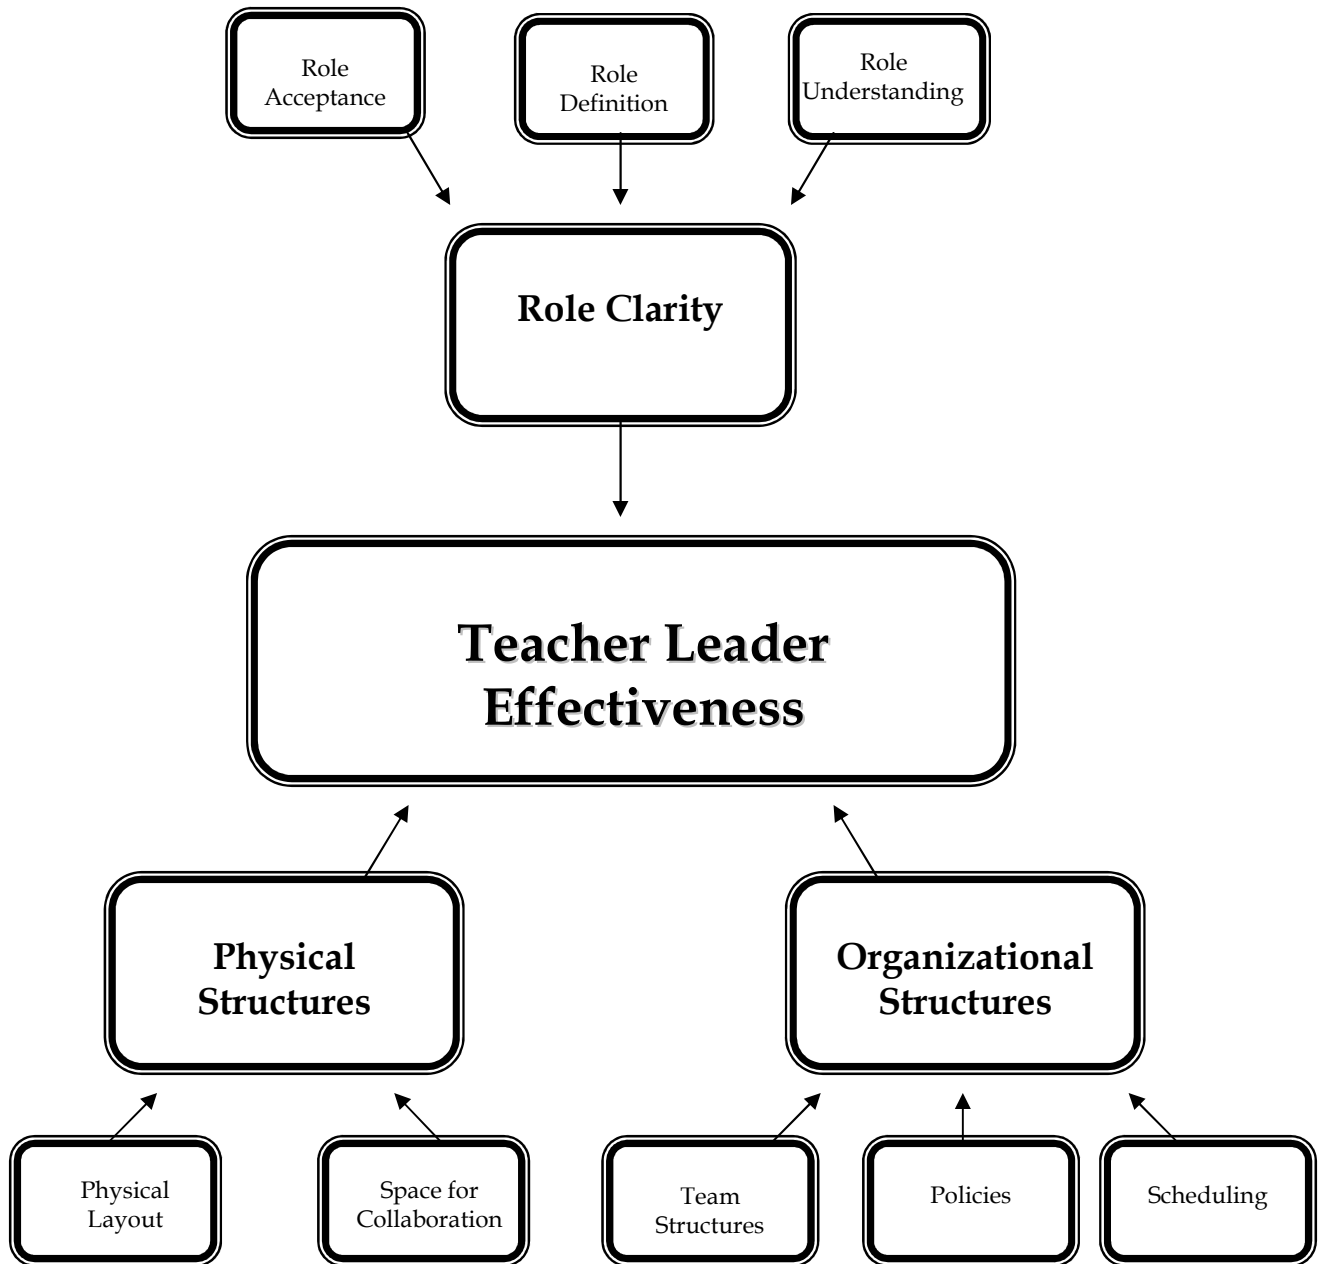 Role
Acceptance
Role
Definition
Role
Understanding
Role Clarity
Teacher Leader
Effectiveness
Physical
Structures
Organizational
Structures
Physical
Layout
Space for
Collaboration
Team
Structures
Policies
Scheduling